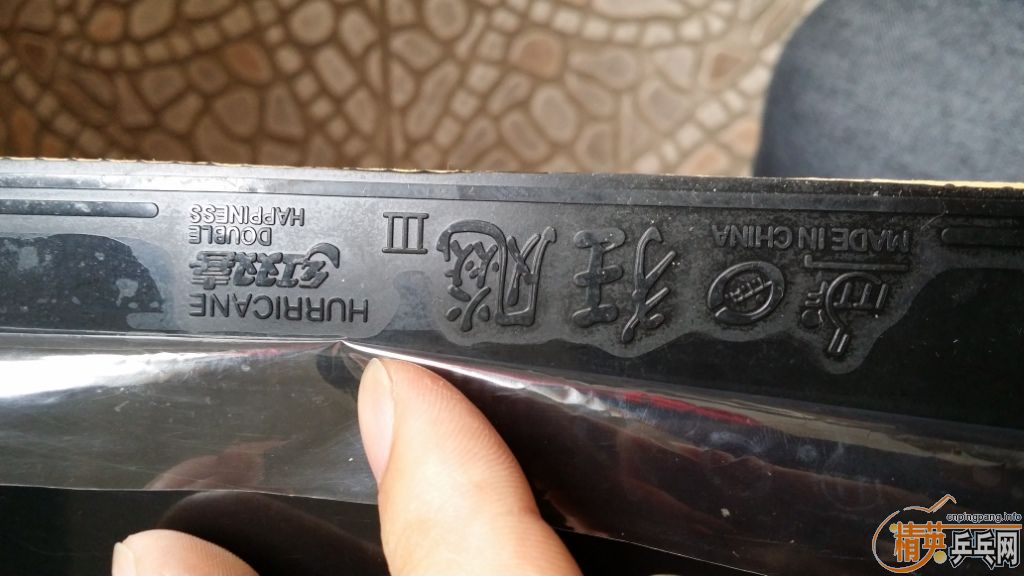 狂飚 III
HURRICANE
红双喜
DOUBLE
HAPPINESS
MADE IN CHINA
cnpingpang.info
精英乒乓网